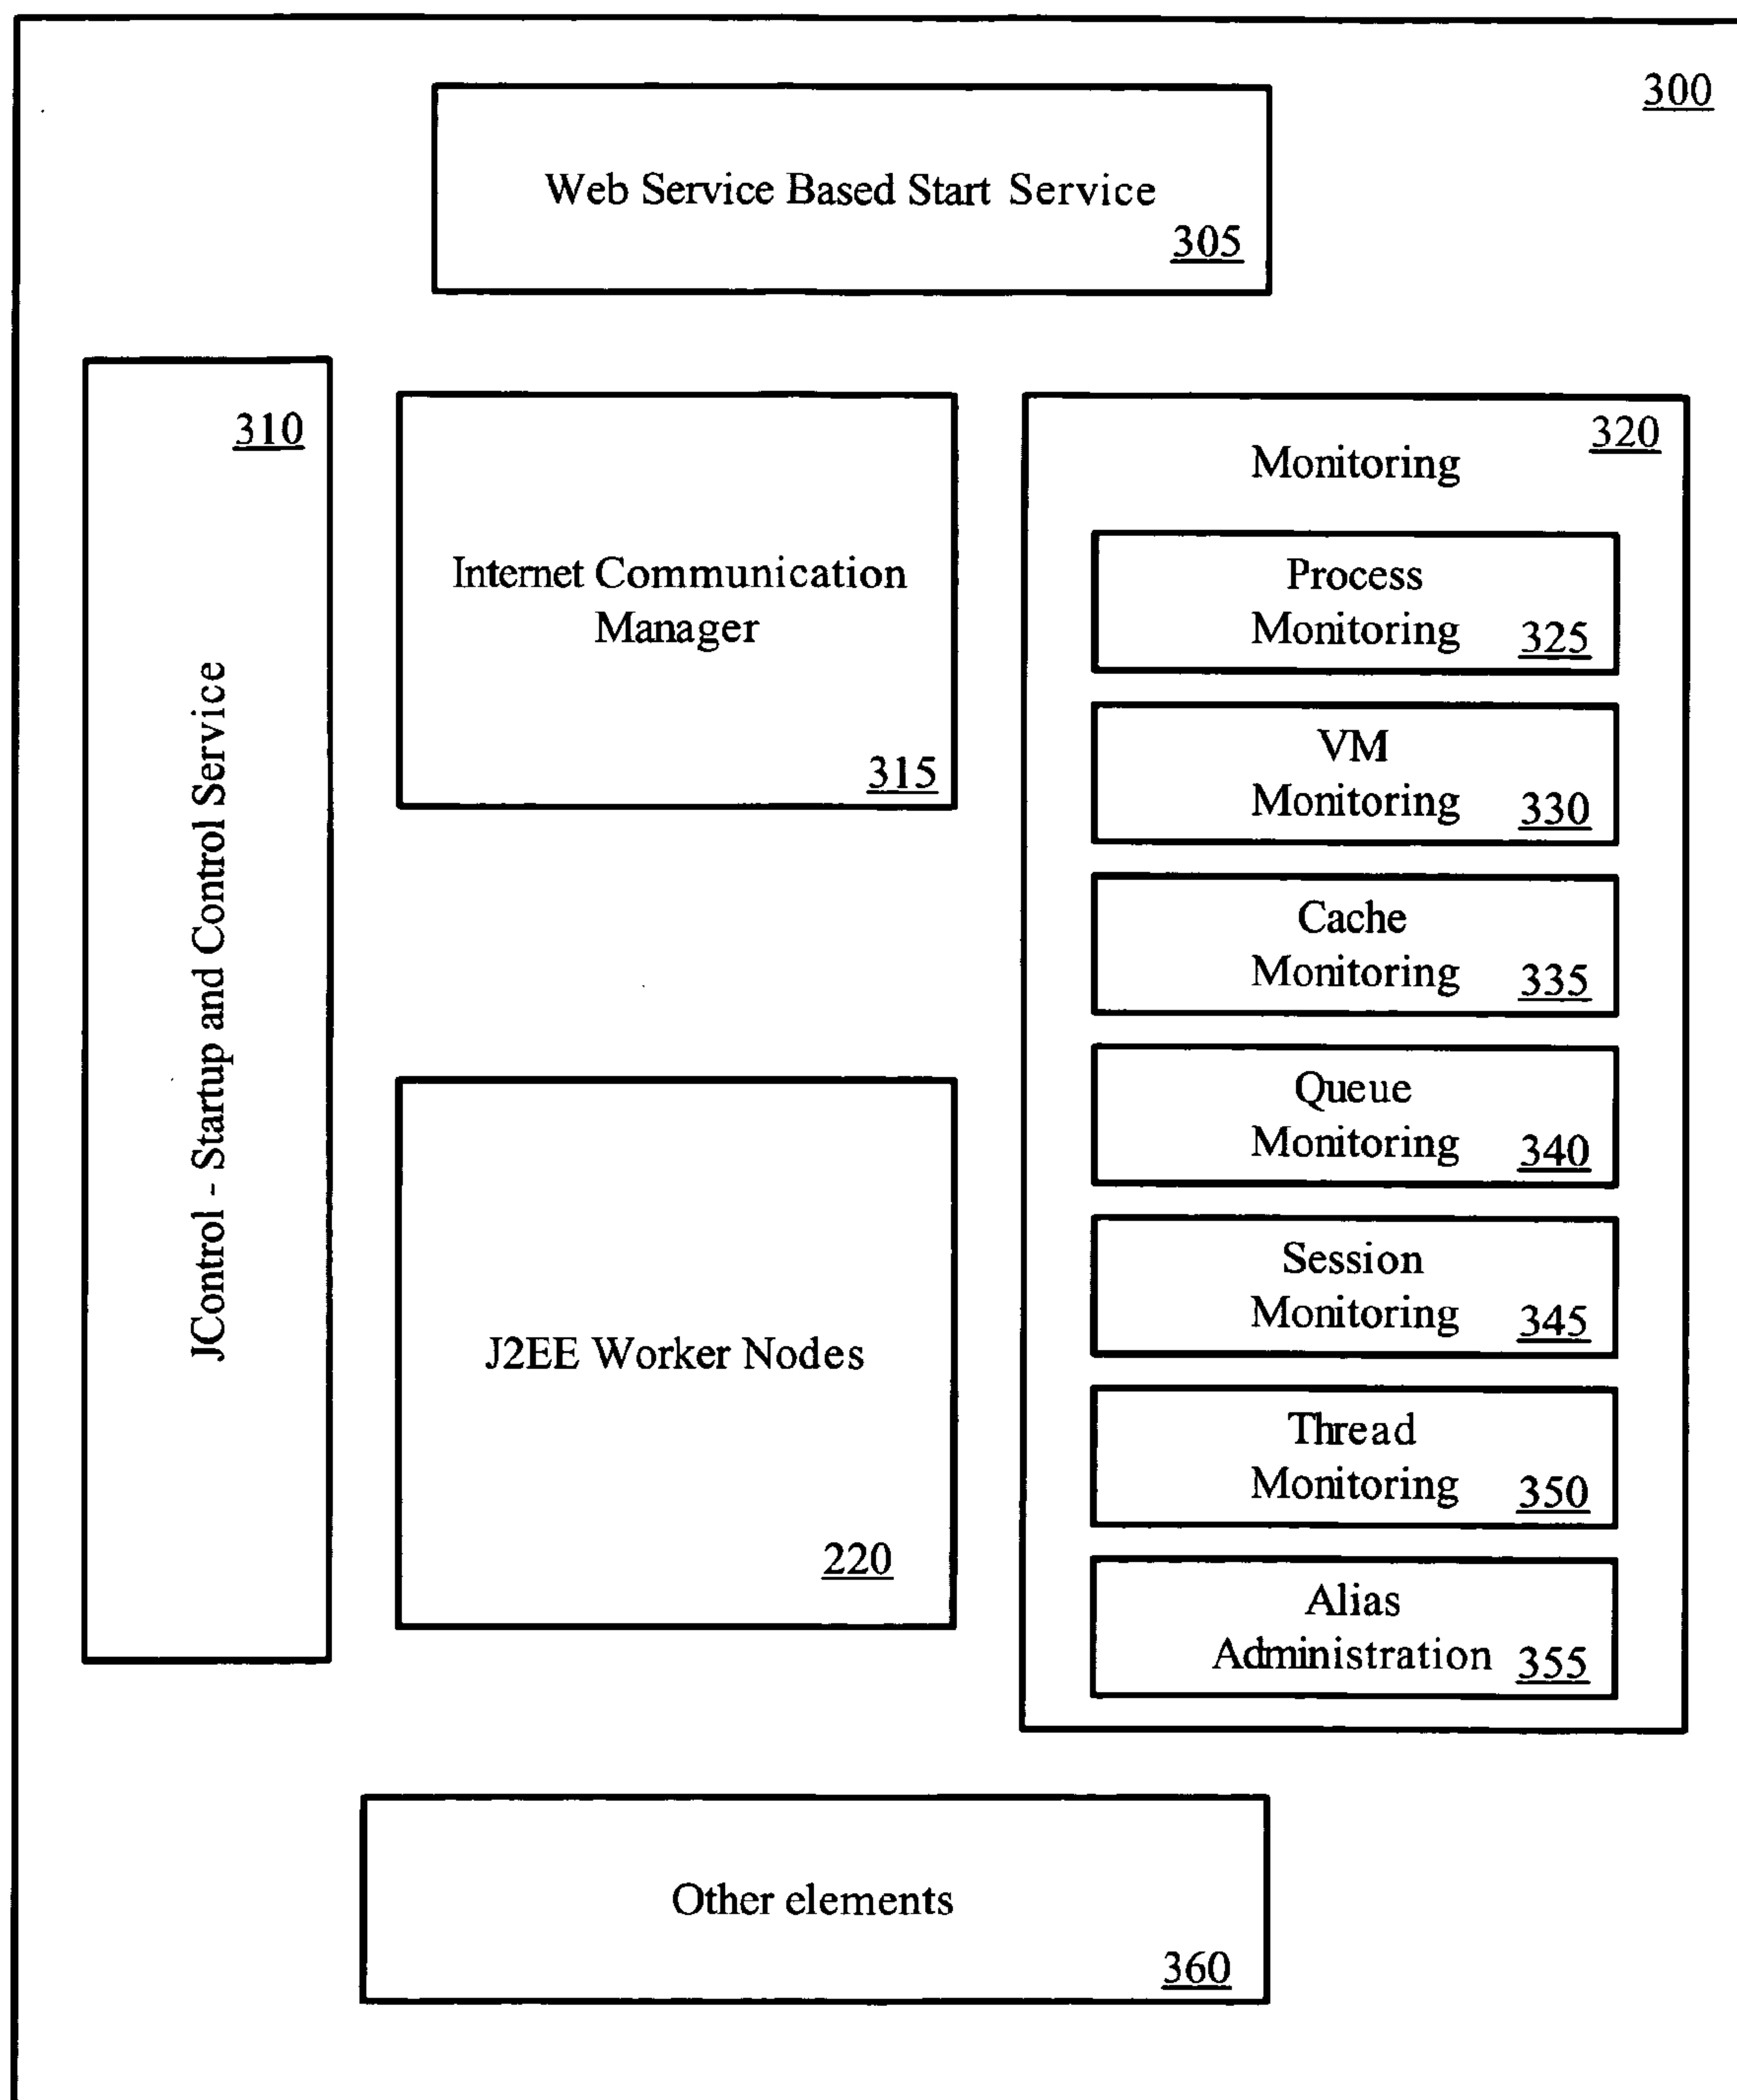 300
Web Service Based Start Service
305
310
JControl - Startup and Control Service
Internet Communication
Manager
315
J2EE Worker Nodes
220
320
Monitoring
Process
Monitoring 325
VM
Monitoring 330
Cache
Monitoring 335
Queue
Monitoring 340
Session
Monitoring 345
Thread
Monitoring 350
Alias
Administration 355
Other elements
360